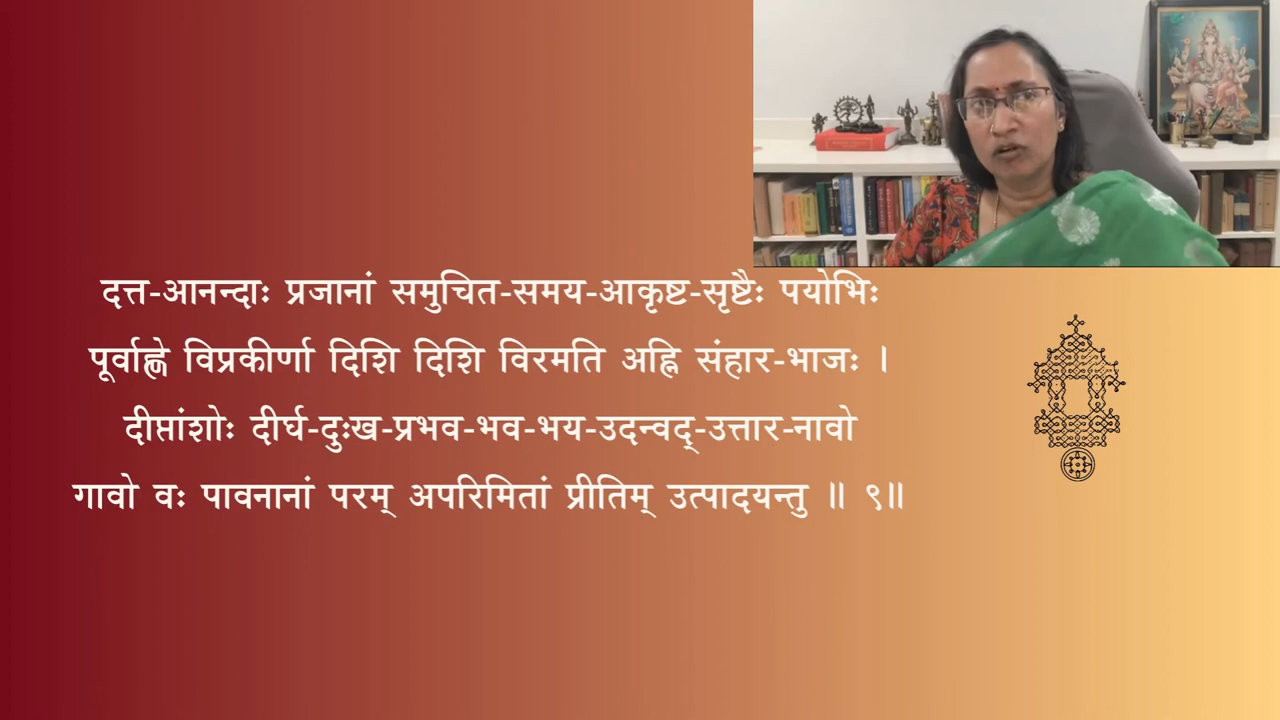 दत्त-आनन्दाः प्रजानां समुचित-समय-आकृष्ट-सृष्टैः पयोभिः
पूर्वाह्णे विप्रकीर्णा दिशि दिशि विरमति अह्नि संहार-भाजः ।
दीप्तांशोः दीर्घ-दुःख-प्रभव-भव-भय-उदन्वद्-उत्तार-नावो
गावो वः पावनानां परम् अपरिमितां प्रीतिम् उत्पादयन्तु ॥ ९॥